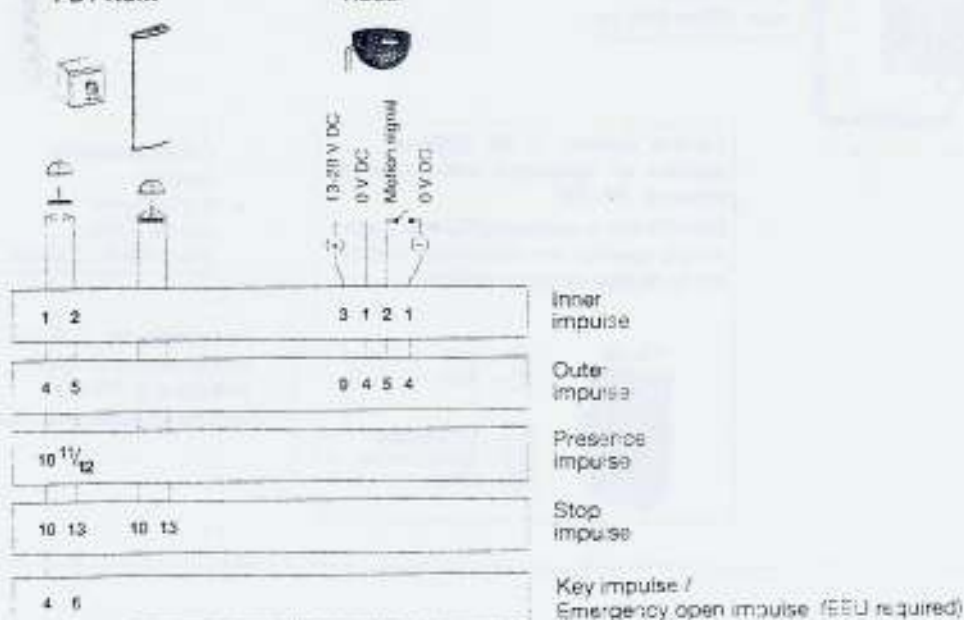 13-28 V DC
0 V DC
Motion signal
0 V DC
(+)
(-)
1 2 3 1 2 1
Inner
impulse
4 5 9 4 5 4
Outer
impulse
10 11/12
Presence
impulse
10 13 10 13
Stop
impulse
4 6
Key impulse /
Emergency open impulse (EEU required)